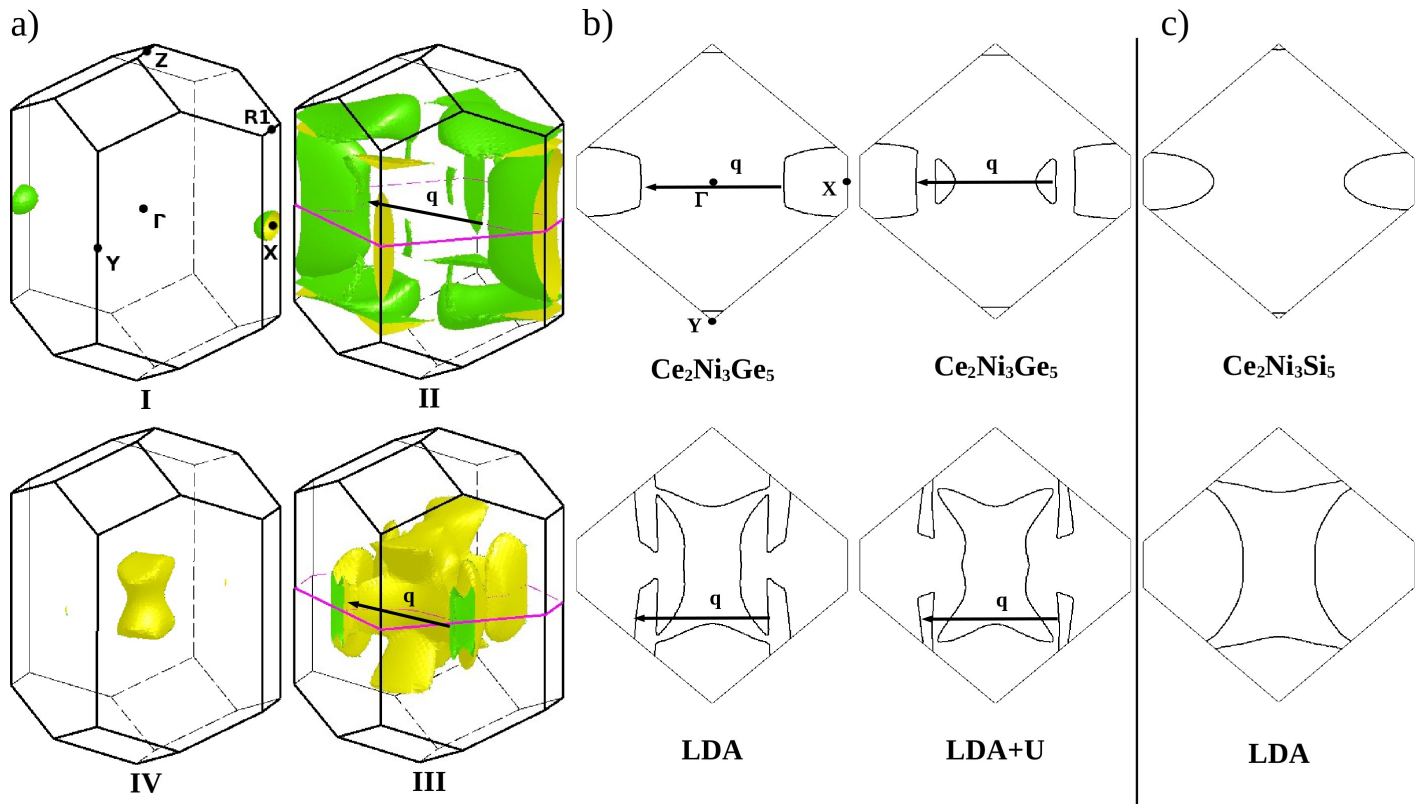 a)
Z
R1
Γ
X
Y
I
q
II
IV
q
III
b)
q
Γ
X
Y
Ce₂Ni₃Ge₅
q
Ce₂Ni₃Ge₅
q
LDA
q
LDA+U
c)
Ce₂Ni₃Si₅
LDA